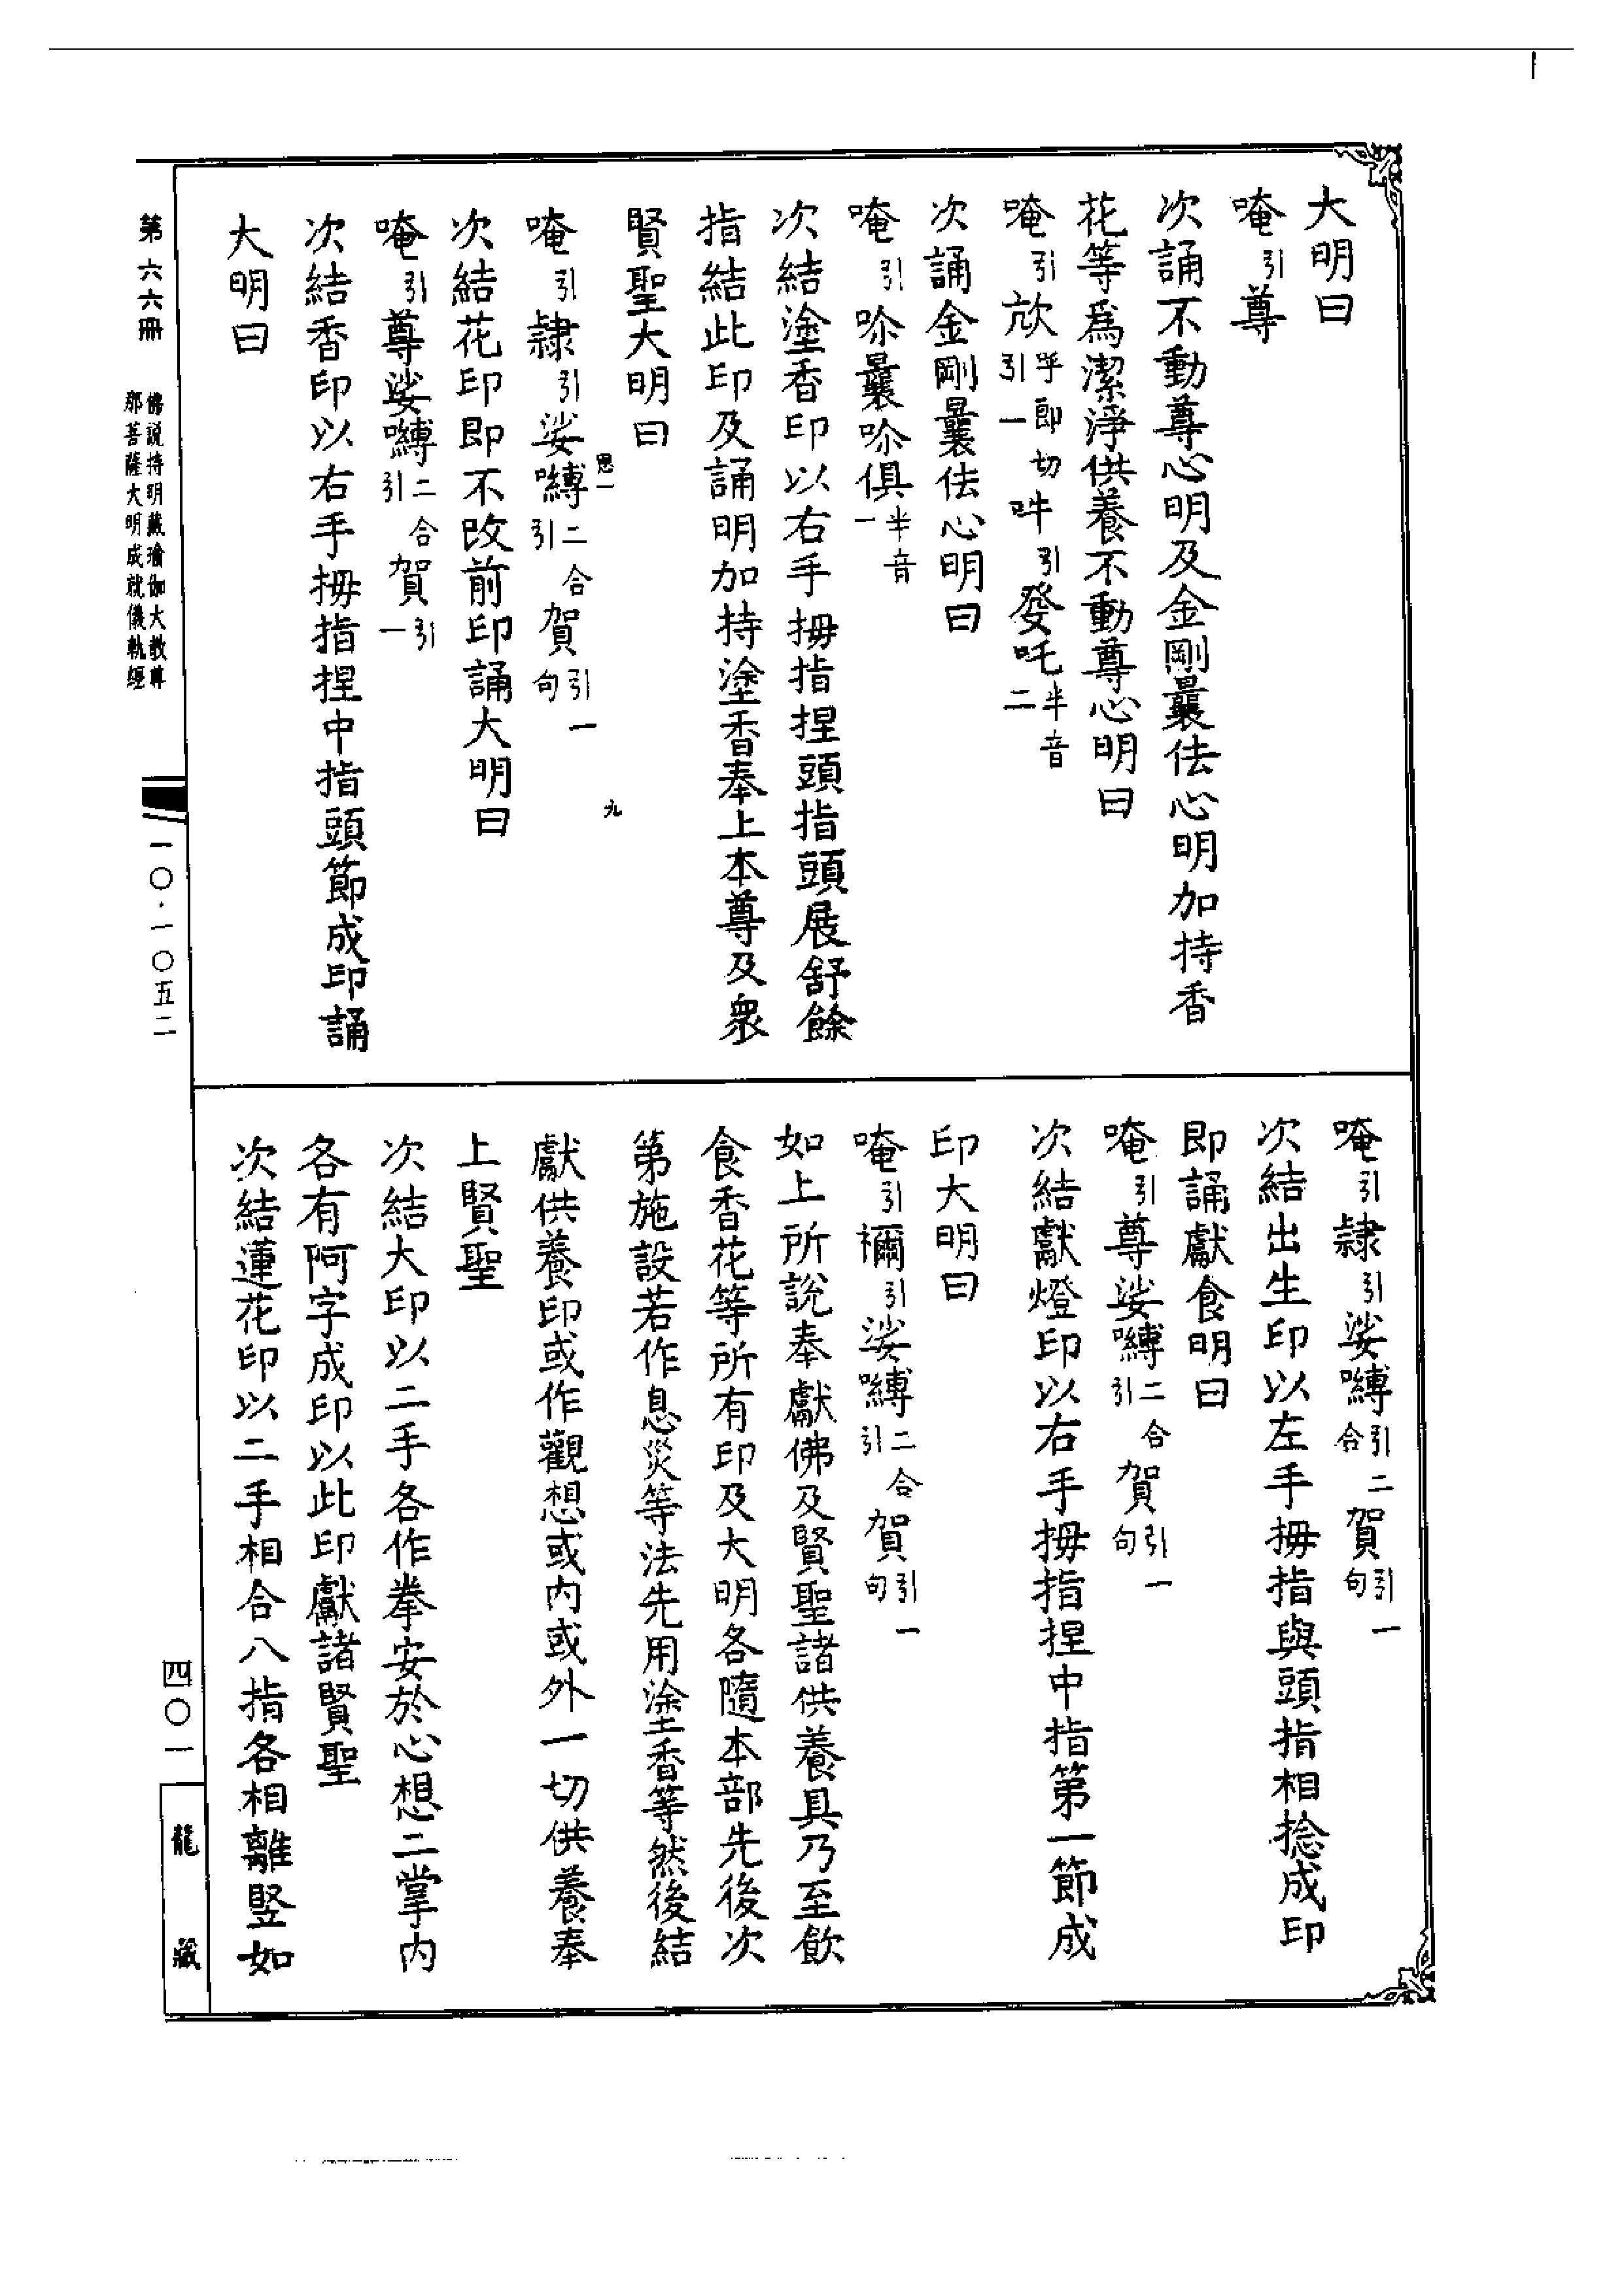 大明曰
唵引尊
次誦不動尊心明及金剛曩佉心明加持香
花等爲潔淨供養不動尊心明曰
唵引㰠呼郎切引一吽引癹吒半音二
次誦金剛曩佉心明曰
唵引唋曩唋俱半音一
次結塗香印以右手拇指捏頭指頭展舒餘
指結此印及誦明加持塗香奉上本尊及衆
賢聖大明曰
唵引隷引娑嚩二合引賀引一句
次結花印即不改前印誦大明曰
唵引尊娑嚩二合引賀引一
次結香印以右手拇指捏中指頭節成印誦
大明曰
唵引隷引娑嚩引二合賀引一句
次結出生印以左手拇指與頭指相捻成印
即誦獻食明曰
唵引尊娑嚩二合引賀引一句
次結獻燈印以右手拇指捏中指第一節成
印大明曰
唵引禰引娑嚩二合引賀引一句
如上所說奉獻佛及賢聖諸供養具乃至飲
食香花等所有印及大明各隨本部先後次
第施設若作息災等法先用塗香等然後結
獻供養印或作觀想或内或外一切供養奉
上賢聖
次結大印以二手各作拳安於心想二掌内
各有阿字成印以此印獻諸賢聖
次結蓮花印以二手相合八指各相離竪如
第六六冊
佛説持明藏瑜伽大教尊
那菩薩大明成就儀軌經
一〇·一〇五二
四〇一
龍藏
恩一
九